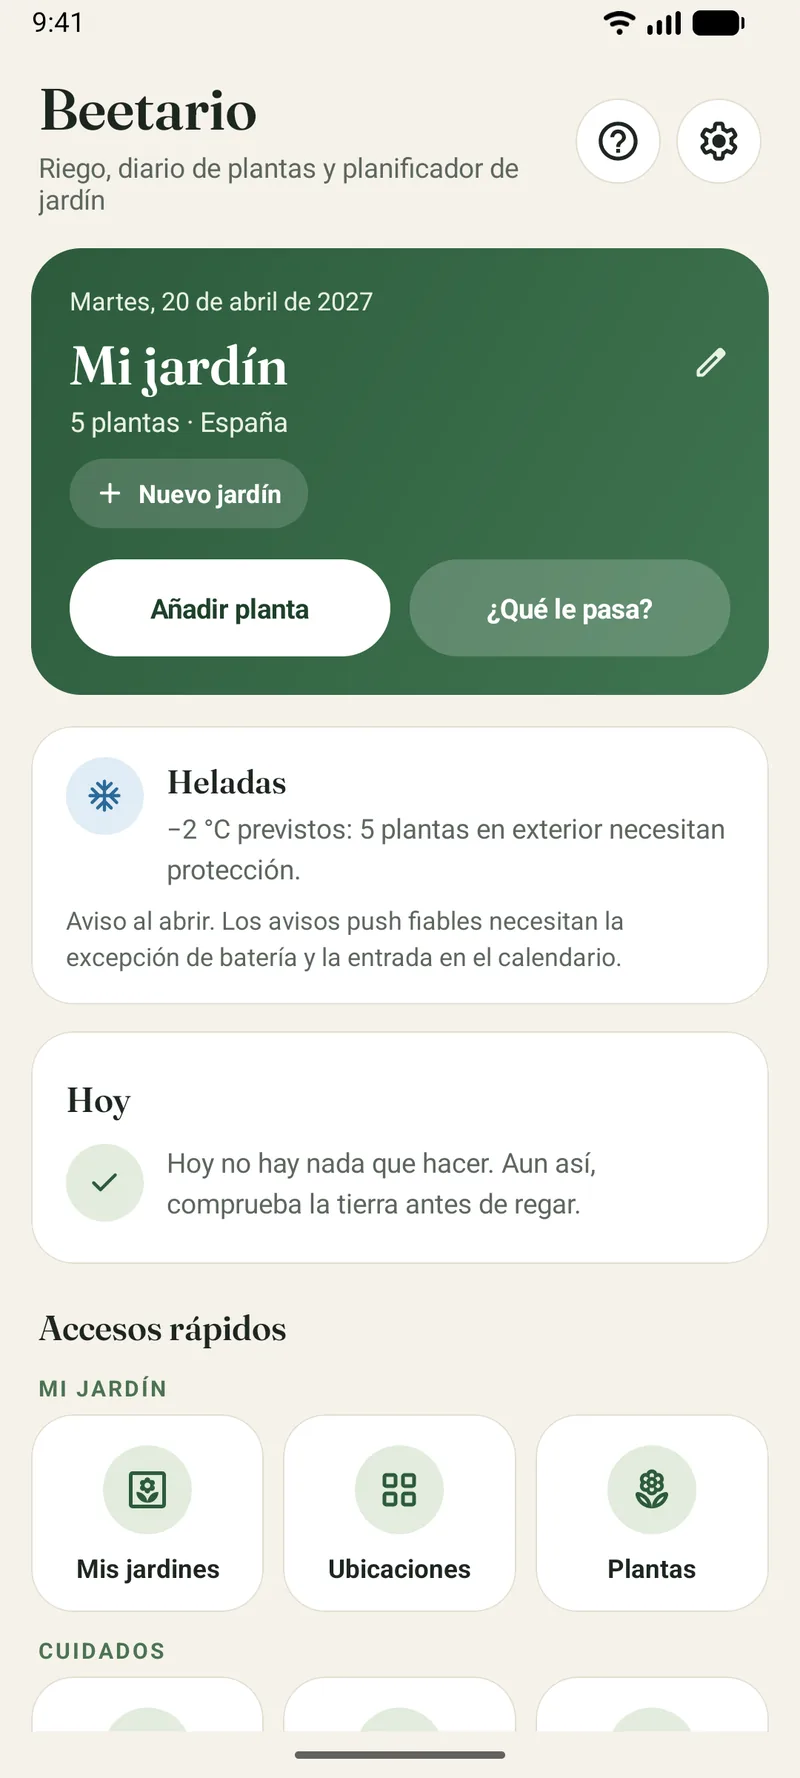 9:41
Beetario
Riego, diario de plantas y planificador de
jardín
Martes, 20 de abril de 2027
Mi jardín
5 plantas · España
+ Nuevo jardín
Añadir planta
¿Qué le pasa?
Heladas
−2 °C previstos: 5 plantas en exterior necesitan
protección.
Aviso al abrir. Los avisos push fiables necesitan la
excepción de batería y la entrada en el calendario.
Hoy
Hoy no hay nada que hacer. Aun así,
comprueba la tierra antes de regar.
Accesos rápidos
MI JARDÍN
Mis jardines
Ubicaciones
Plantas
CUIDADOS